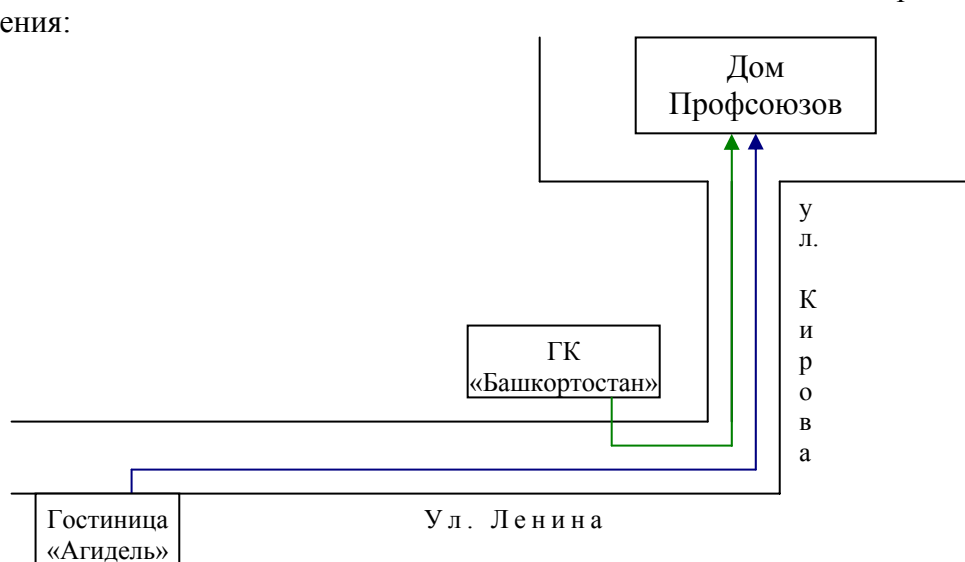 ения:
Дом
Профсоюзов
у
л.
К
и
р
о
в
а
ГК
«Башкортостан»
Гостиница
«Агидель»
Ул. Ленина